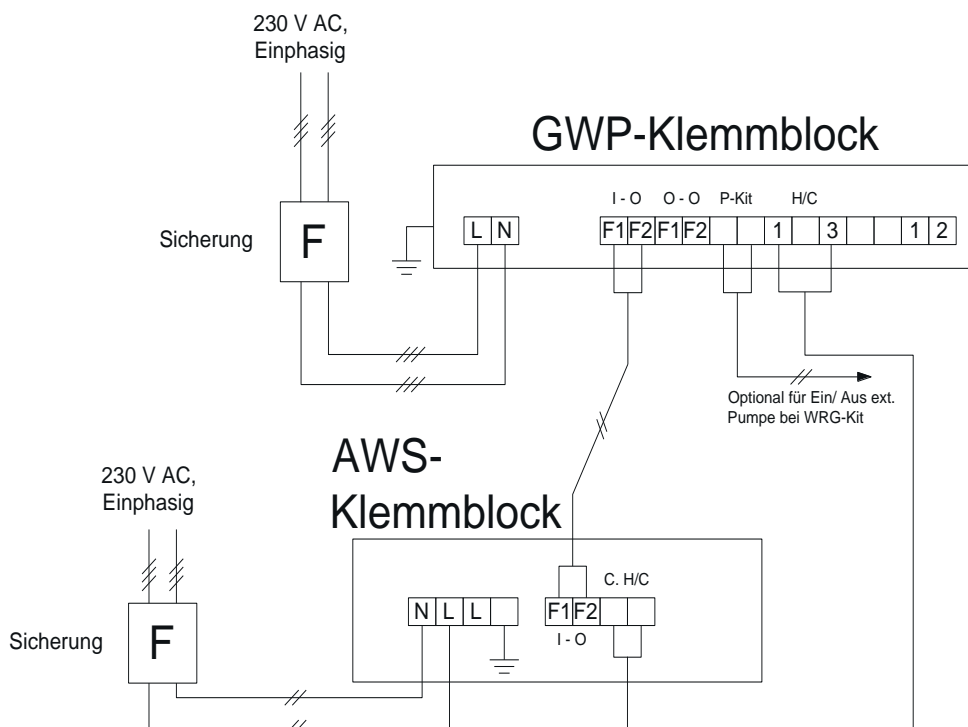 230 V AC,
Einphasig
GWP-Klemmblock
I - O O - O P-Kit H/C
Sicherung
F
L N
F1 F2 F1 F2 1 3 1 2
Optional für Ein/ Aus ext.
Pumpe bei WRG-Kit
AWS-
Klemmblock
230 V AC,
Einphasig
C. H/C
Sicherung
F
N L L
F1 F2
I - O